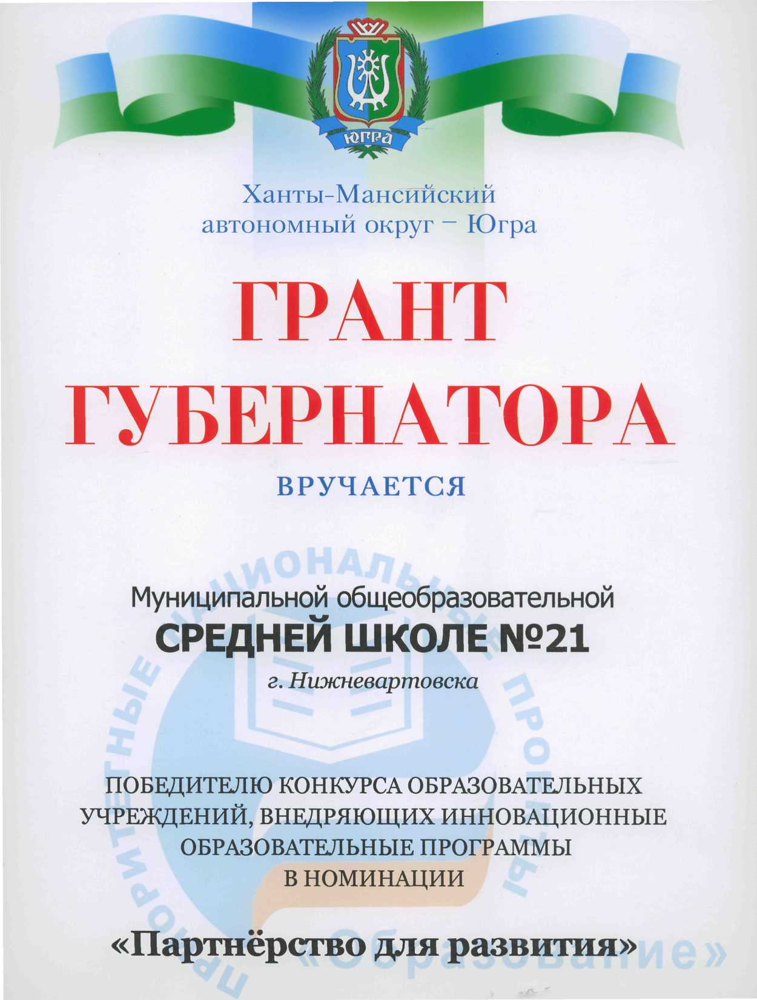 ЮГРА
Ханты-Мансийский
автономный округ – Югра
ГРАНТ
ГУБЕРНАТОРА
ВРУЧАЕТСЯ
Муниципальной общеобразовательной
СРЕДНЕЙ ШКОЛЕ №21
г. Нижневартовска
ПОБЕДИТЕЛЮ КОНКУРСА ОБРАЗОВАТЕЛЬНЫХ
УЧРЕЖДЕНИЙ, ВНЕДРЯЮЩИХ ИННОВАЦИОННЫЕ
ОБРАЗОВАТЕЛЬНЫЕ ПРОГРАММЫ
В НОМИНАЦИИ
«Партнёрство для развития»
ПРИОРИТЕТНЫЕ НАЦИОНАЛЬНЫЕ ПРОЕКТЫ
«Образование»